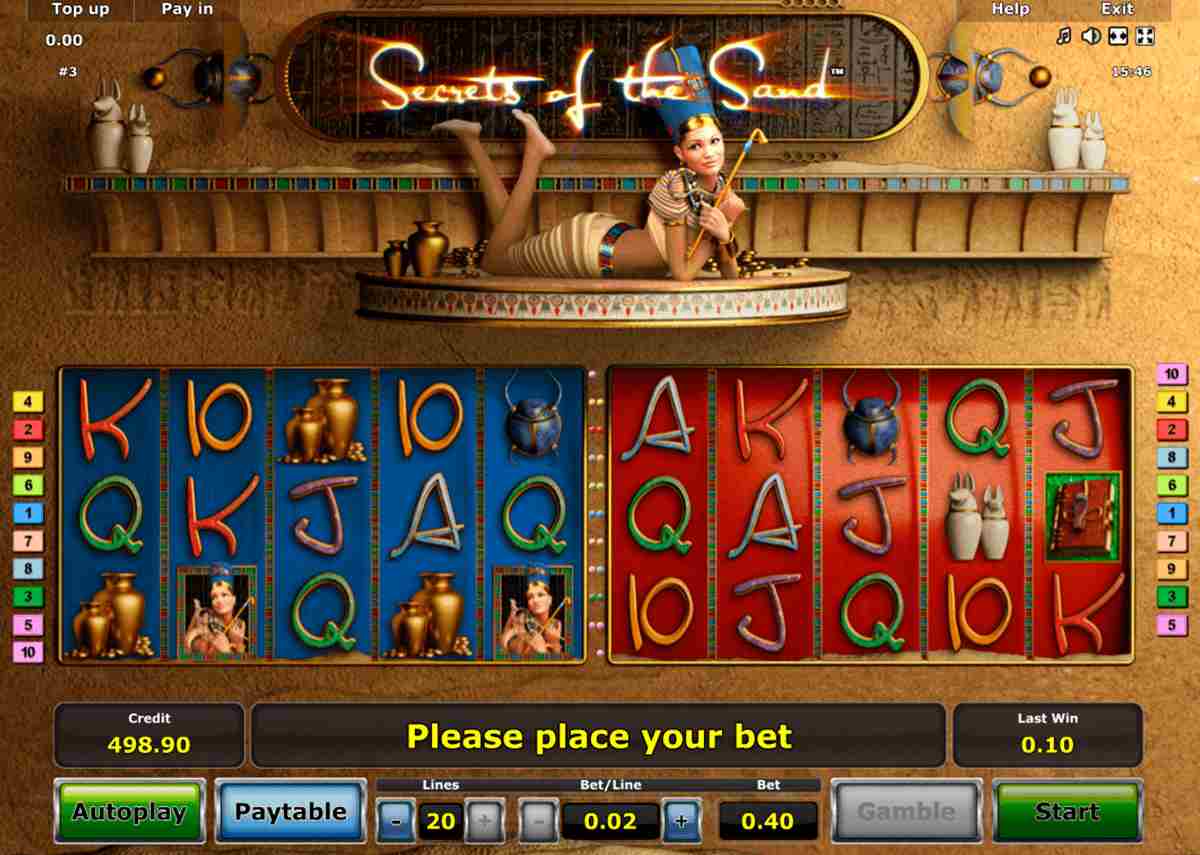 Top up Pay in Help Exit
0.00
#3 15:46
Secrets of the Sand™
10
4 4
2 2
9 8
6 6
1 1
7 7
8 9
3 3
5 5
10
K 10 10 A K Q J
Q K J A Q Q A J
Q 10 J Q 10 K
Credit Last Win
498.90 Please place your bet 0.10
Lines Bet/Line Bet
Autoplay Paytable - 20 + - 0.02 + 0.40 Gamble Start